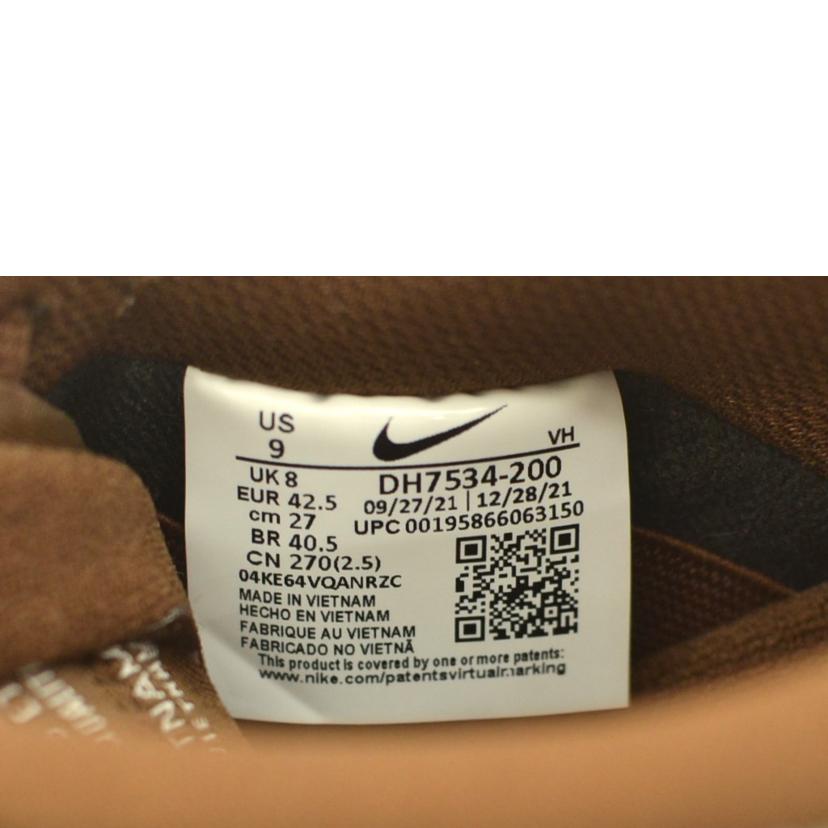 US
9
VH
UK 8
EUR 42.5
cm 27
BR 40.5
CN 270(2.5)
DH7534-200
09/27/21 | 12/28/21
UPC 00195866063150
04KE64VQANRZC
MADE IN VIETNAM
HECHO EN VIETNAM
FABRIQUE AU VIETNAM
FABRICADO NO VIETNÃ
This product is covered by one or more patents:
www.nike.com/patentsvirtualmarking